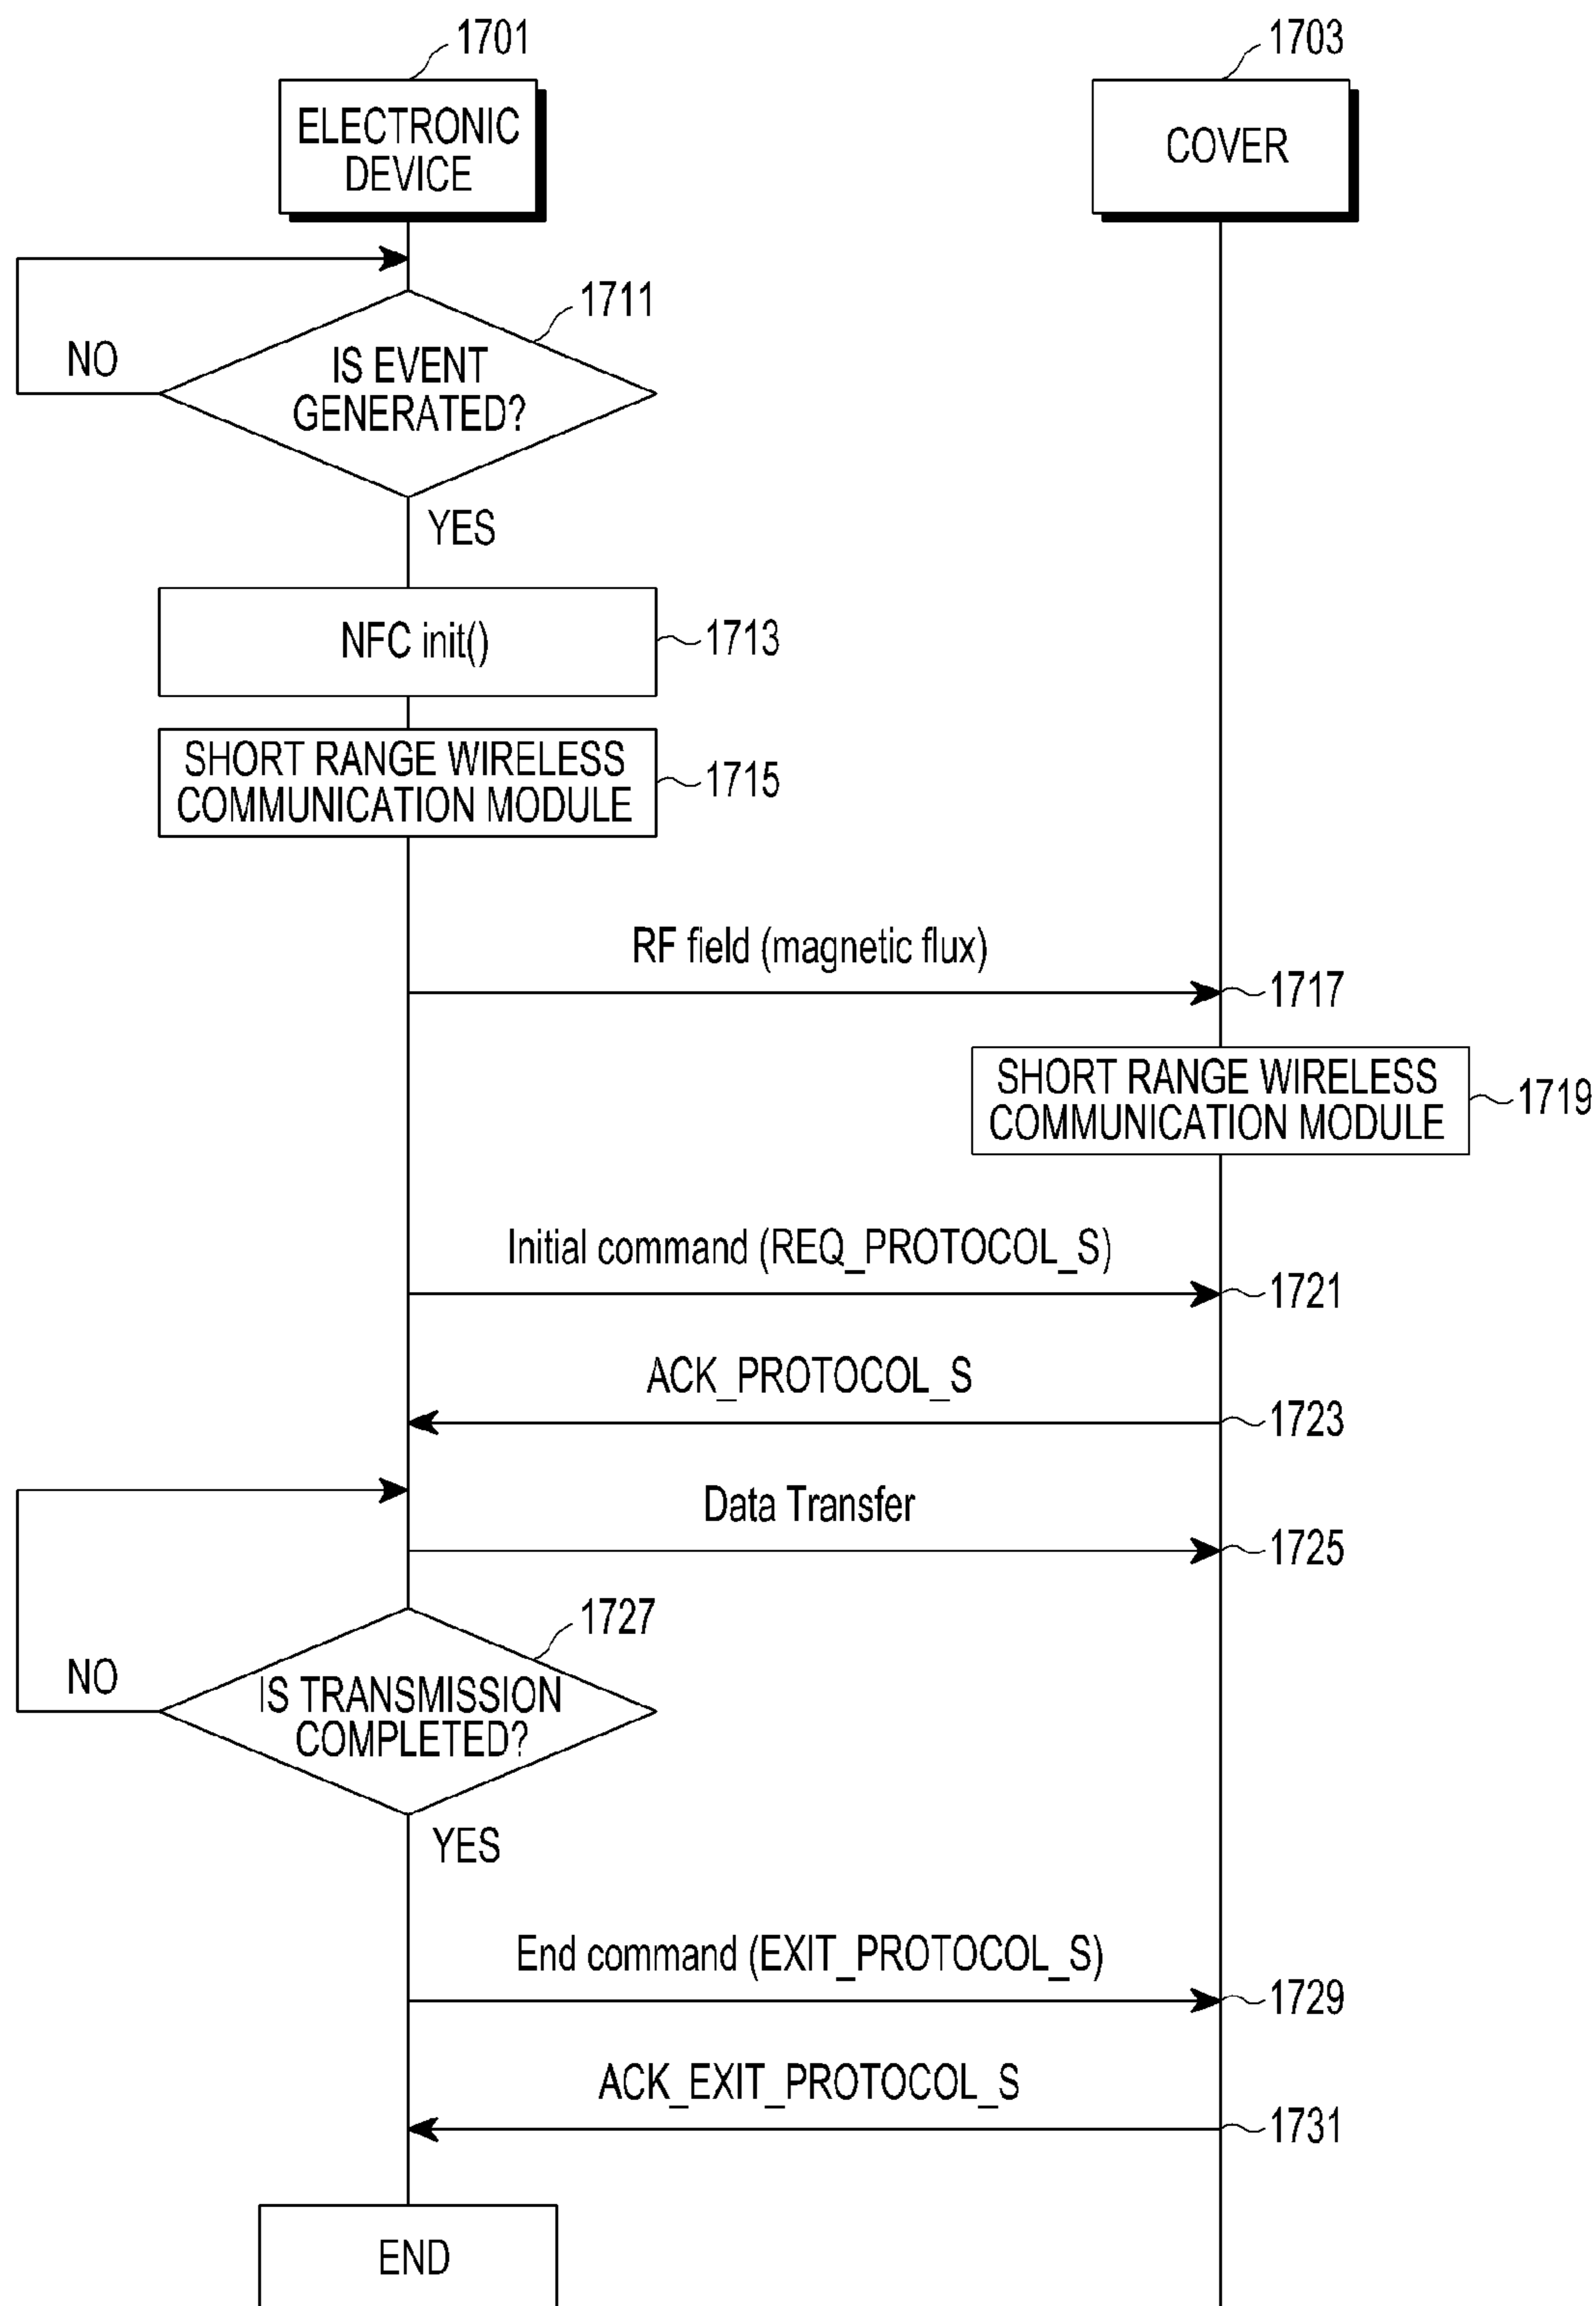 1701
1703
ELECTRONIC
DEVICE
COVER
1711
NO
IS EVENT
GENERATED?
YES
NFC init()
1713
SHORT RANGE WIRELESS
COMMUNICATION MODULE
1715
RF field (magnetic flux)
1717
SHORT RANGE WIRELESS
COMMUNICATION MODULE
1719
Initial command (REQ_PROTOCOL_S)
1721
ACK_PROTOCOL_S
1723
Data Transfer
1725
1727
NO
IS TRANSMISSION
COMPLETED?
YES
End command (EXIT_PROTOCOL_S)
1729
ACK_EXIT_PROTOCOL_S
1731
END